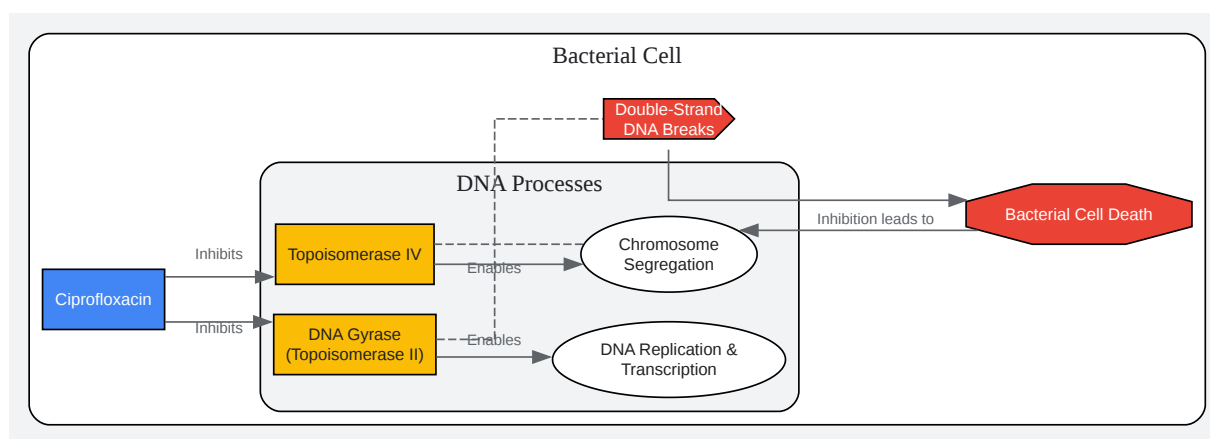 Bacterial Cell
Double-Strand
DNA Breaks
DNA Processes
Bacterial Cell Death
Inhibition leads to
Chromosome
Segregation
Topoisomerase IV
Inhibits
Enables
Ciprofloxacin
Inhibits
DNA Gyrase
(Topoisomerase II)
Enables
DNA Replication &
Transcription